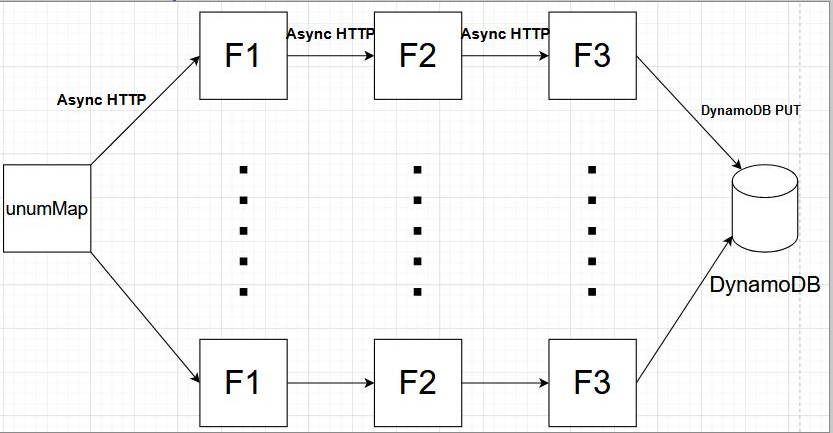 F1
Async HTTP
F2
Async HTTP
F3
Async HTTP
DynamoDB PUT
unumMap
DynamoDB
F1
F2
F3